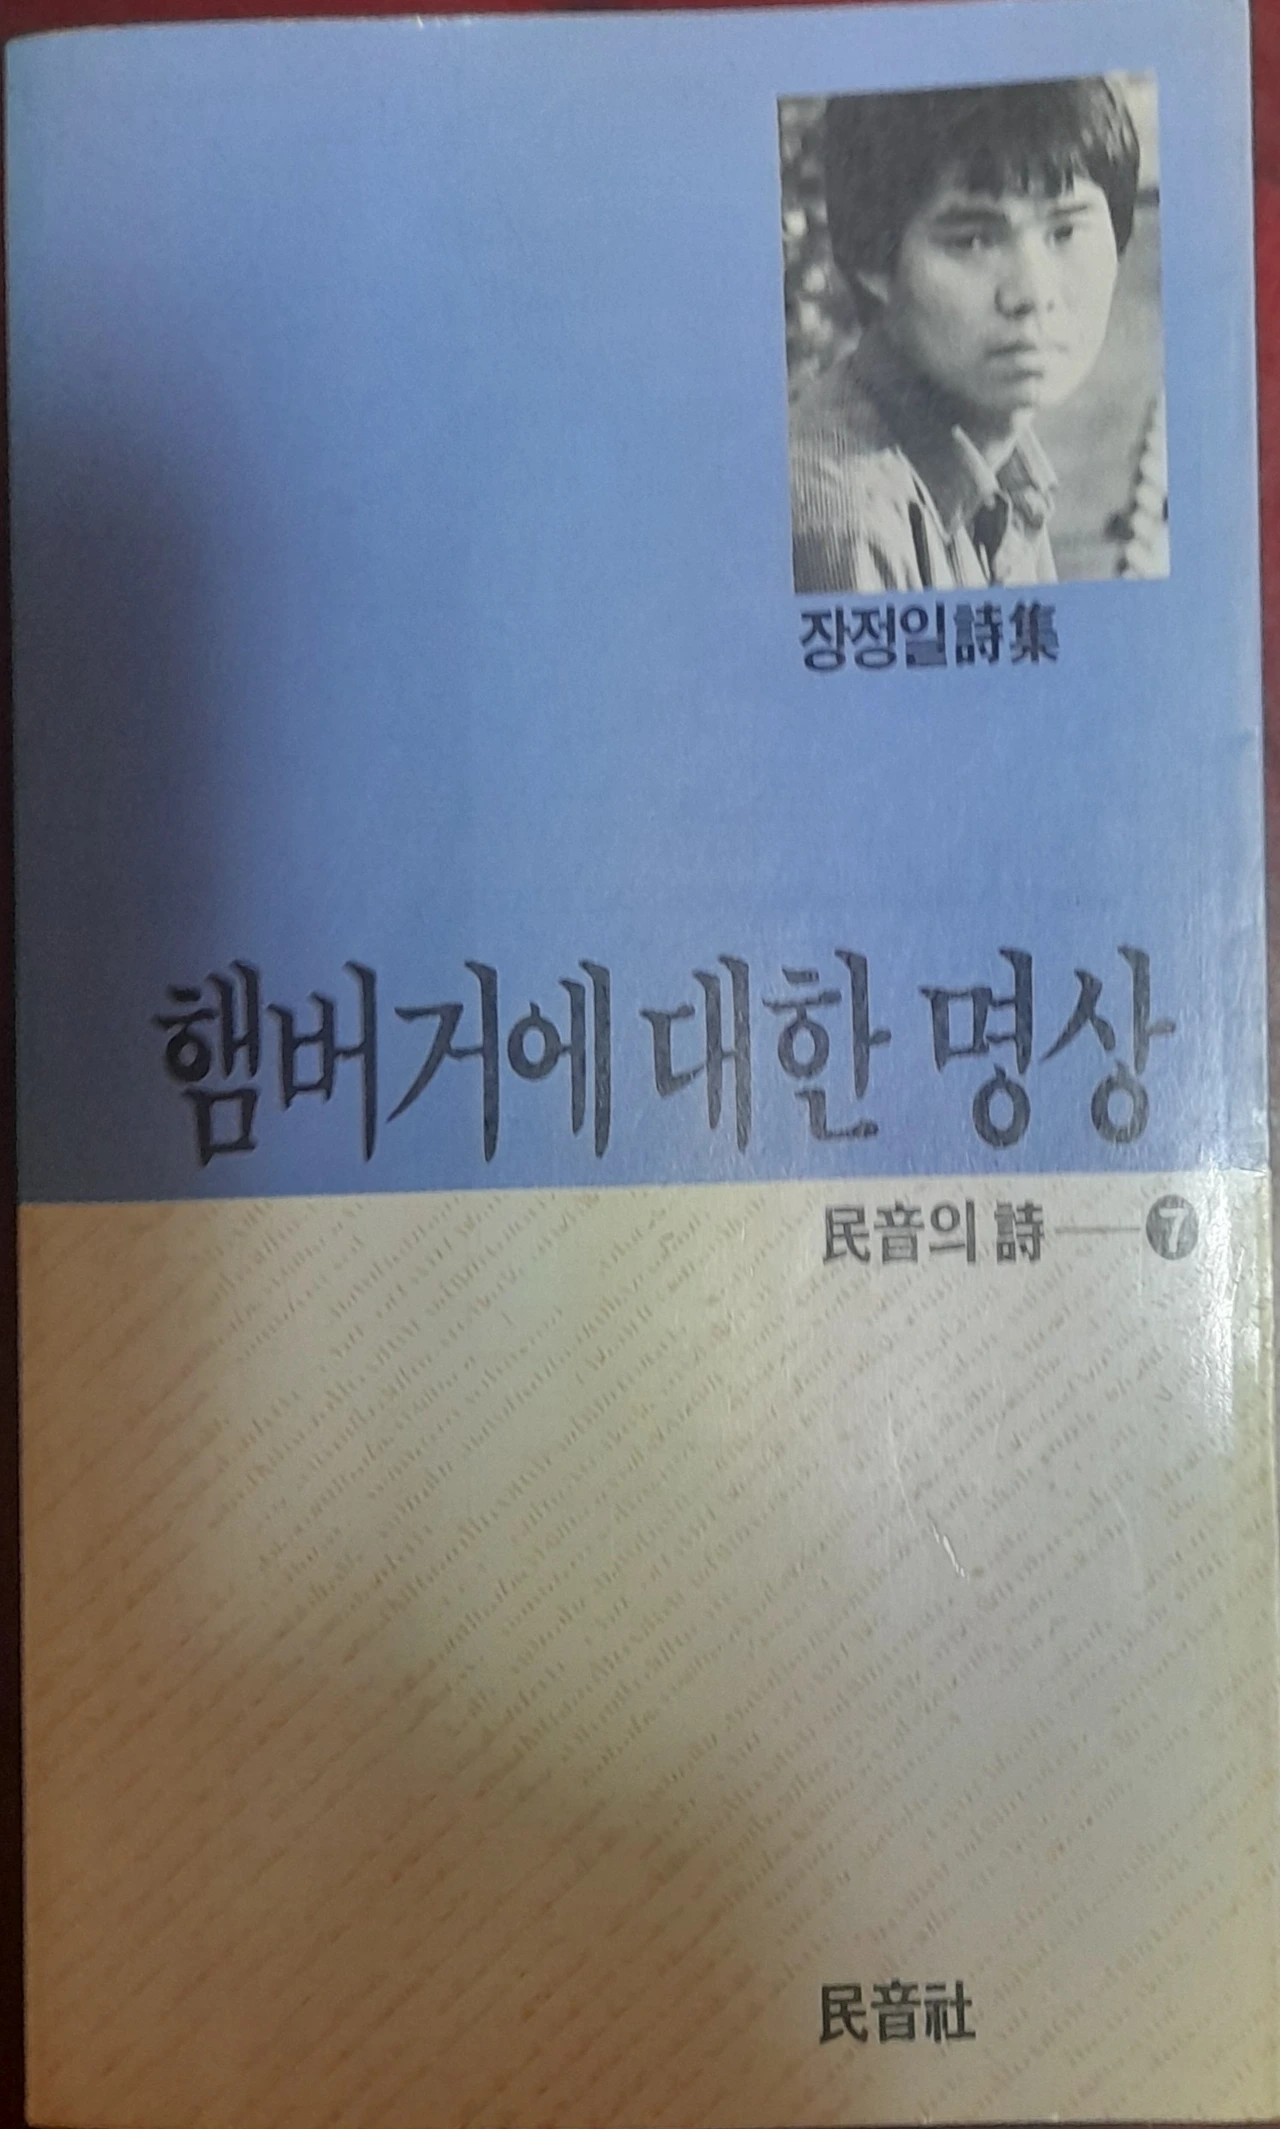 장정일詩集
햄버거에 대한 명상
民音의 詩 — 7
民音社